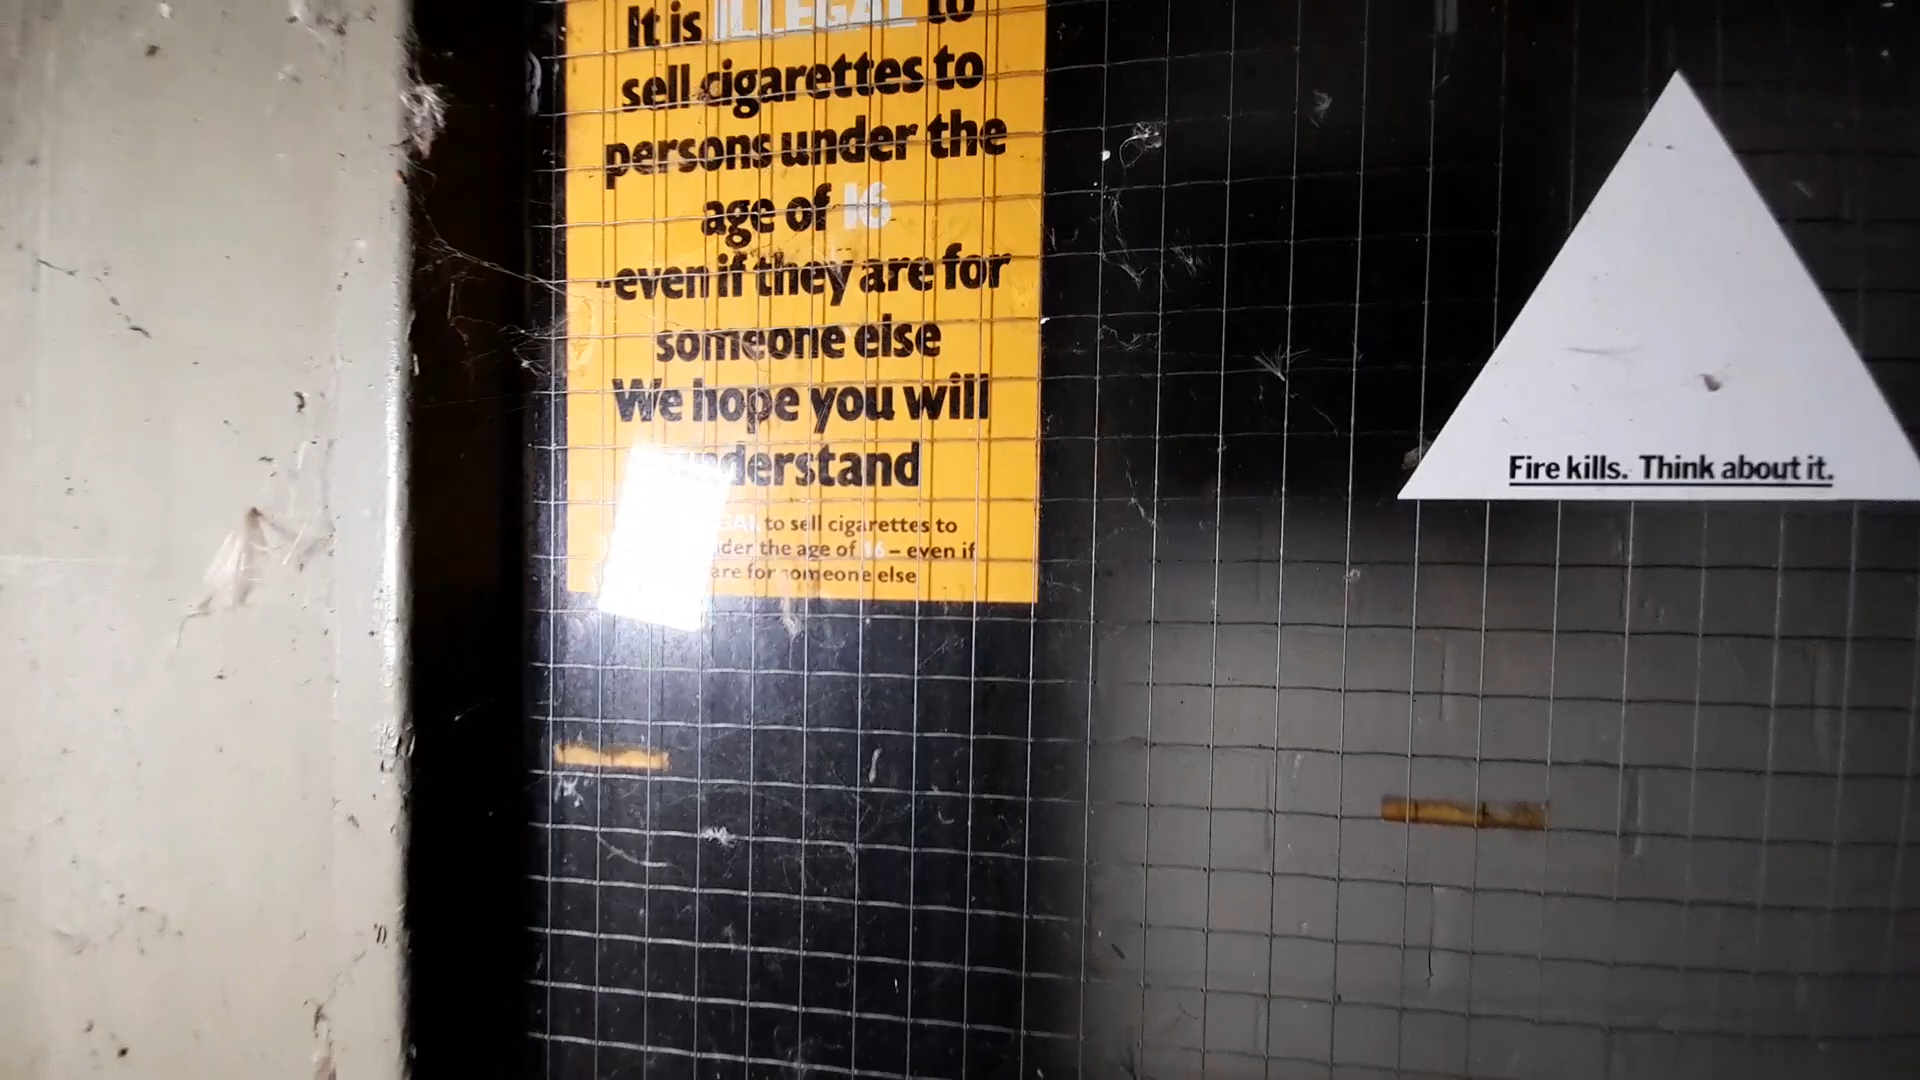 It is ILLEGAL to
sell cigarettes to
persons under the
age of 16
-even if they are for
someone else
We hope you will
understand
to sell cigarettes to
the age of 16 – even if
are for someone else
Fire kills. Think about it.